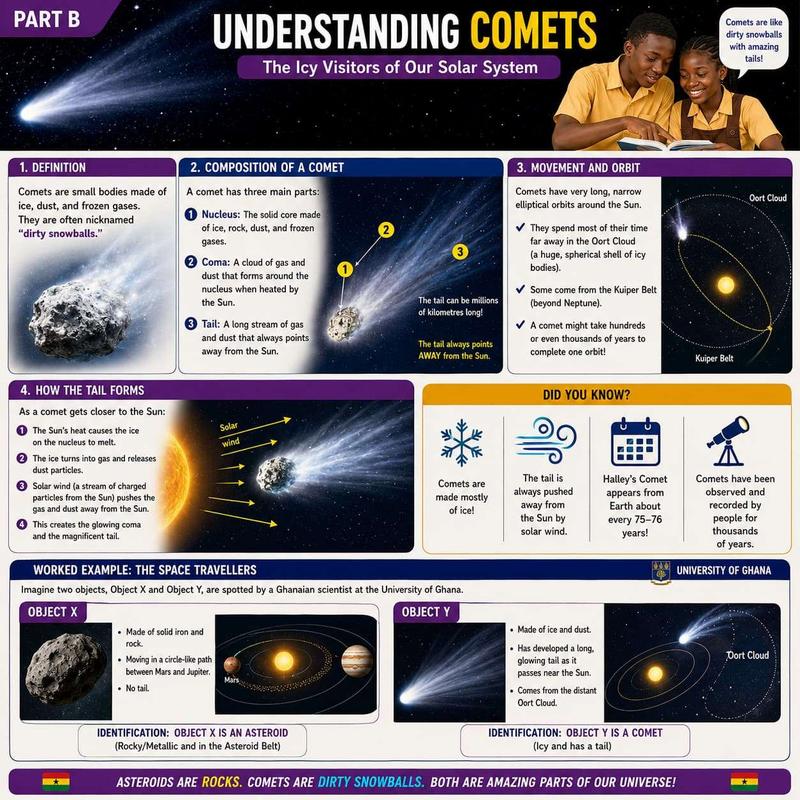 PART B
UNDERSTANDING COMETS
The Icy Visitors of Our Solar System
Comets are like
dirty snowballs
with amazing
tails!
1. DEFINITION
Comets are small bodies made of
ice, dust, and frozen gases.
They are often nicknamed
“dirty snowballs.”
2. COMPOSITION OF A COMET
A comet has three main parts:
1 Nucleus: The solid core made
of ice, rock, dust, and frozen
gases.
2 Coma: A cloud of gas and
dust that forms around the
nucleus when heated by
the Sun.
3 Tail: A long stream of gas
and dust that always points
away from the Sun.
1
2
3
The tail can be millions
of kilometres long!
The tail always points
AWAY from the Sun.
3. MOVEMENT AND ORBIT
Comets have very long, narrow
elliptical orbits around the Sun.
✓ They spend most of their time
far away in the Oort Cloud
(a huge, spherical shell of icy
bodies).
✓ Some come from the Kuiper Belt
(beyond Neptune).
✓ A comet might take hundreds
or even thousands of years to
complete one orbit!
Oort Cloud
Kuiper Belt
4. HOW THE TAIL FORMS
As a comet gets closer to the Sun:
1 The Sun's heat causes the ice
on the nucleus to melt.
2 The ice turns into gas and releases
dust particles.
3 Solar wind (a stream of charged
particles from the Sun) pushes the
gas and dust away from the Sun.
4 This creates the glowing coma
and the magnificent tail.
Solar
wind
DID YOU KNOW?
Comets are
made mostly
of ice!
The tail is
always pushed
away from
the Sun by
solar wind.
Halley's Comet
appears from
Earth about
every 75–76
years!
Comets have been
observed and
recorded by
people for
thousands
of years.
WORKED EXAMPLE: THE SPACE TRAVELLERS
UNIVERSITY OF GHANA
Imagine two objects, Object X and Object Y, are spotted by a Ghanaian scientist at the University of Ghana.
OBJECT X
• Made of solid iron and
rock.
• Moving in a circle-like path
between Mars and Jupiter.
• No tail.
Mars
IDENTIFICATION: OBJECT X IS AN ASTEROID
(Rocky/Metallic and in the Asteroid Belt)
OBJECT Y
• Made of ice and dust.
• Has developed a long,
glowing tail as it
passes near the Sun.
• Comes from the distant
Oort Cloud.
Oort Cloud
IDENTIFICATION: OBJECT Y IS A COMET
(Icy and has a tail)
ASTEROIDS ARE ROCKS. COMETS ARE DIRTY SNOWBALLS. BOTH ARE AMAZING PARTS OF OUR UNIVERSE!